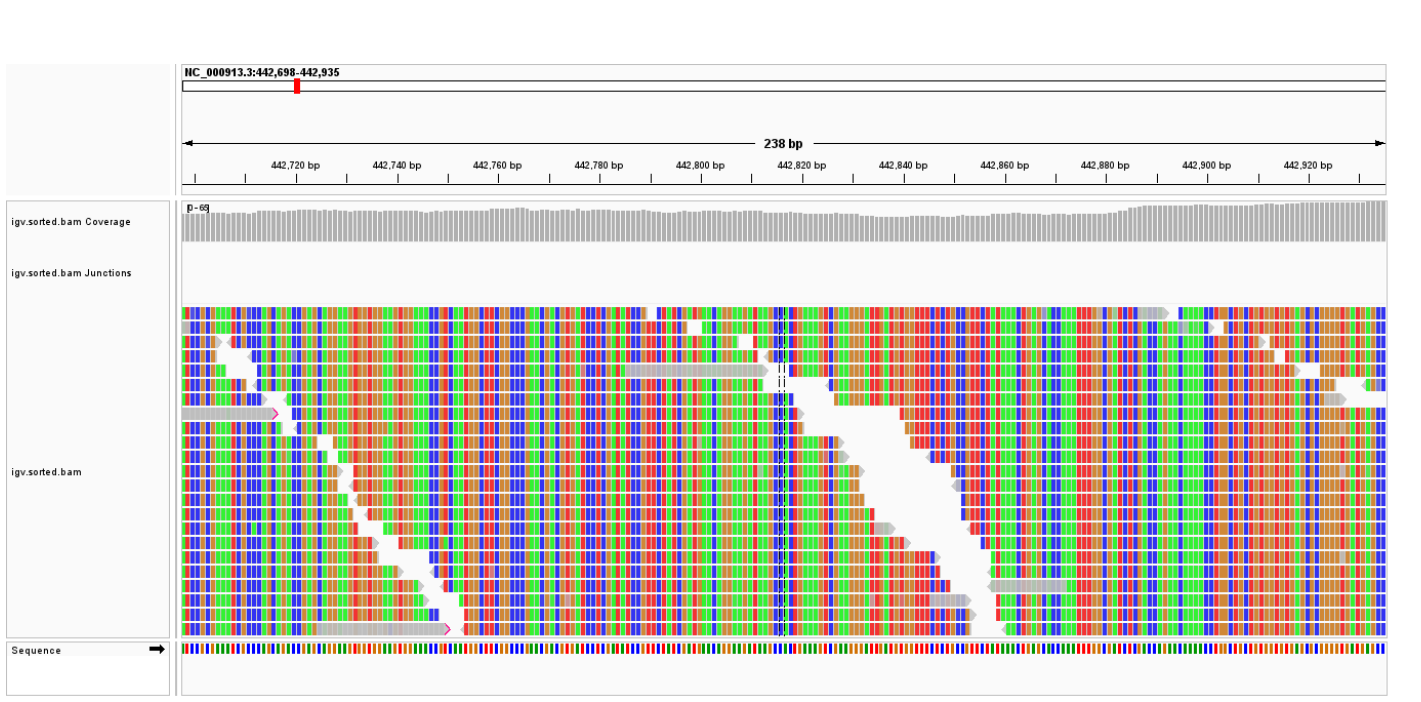 NC_000913.3:442,698-442,935
238 bp
442,720 bp 442,740 bp 442,760 bp 442,780 bp 442,800 bp 442,820 bp 442,840 bp 442,860 bp 442,880 bp 442,900 bp 442,920 bp
igv.sorted.bam Coverage
igv.sorted.bam Junctions
igv.sorted.bam
Sequence